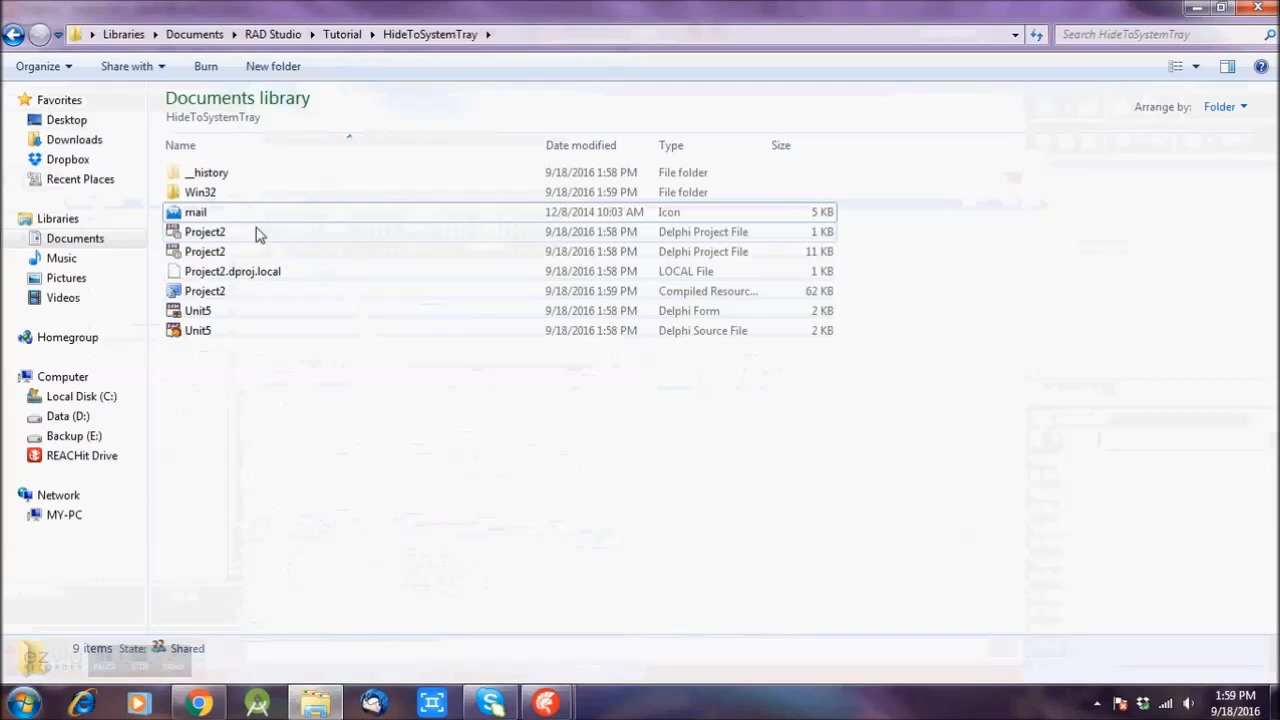 Libraries Documents RAD Studio Tutorial HideToSystemTray
Search HideToSystemTray
Organize Share with Burn New folder
Documents library
HideToSystemTray
Arrange by: Folder
Name Date modified Type Size
__history 9/18/2016 1:58 PM File folder
Win32 9/18/2016 1:59 PM File folder
mail 12/8/2014 10:03 AM Icon 5 KB
Project2 9/18/2016 1:58 PM Delphi Project File 1 KB
Project2 9/18/2016 1:58 PM Delphi Project File 11 KB
Project2.dproj.local 9/18/2016 1:58 PM LOCAL File 1 KB
Project2 9/18/2016 1:59 PM Compiled Resourc... 62 KB
Unit5 9/18/2016 1:58 PM Delphi Form 2 KB
Unit5 9/18/2016 1:58 PM Delphi Source File 2 KB
Favorites
Desktop
Downloads
Dropbox
Recent Places
Libraries
Documents
Music
Pictures
Videos
Homegroup
Computer
Local Disk (C:)
Data (D:)
Backup (E:)
REACHit Drive
Network
MY-PC
9 items State: Shared
1:59 PM
9/18/2016